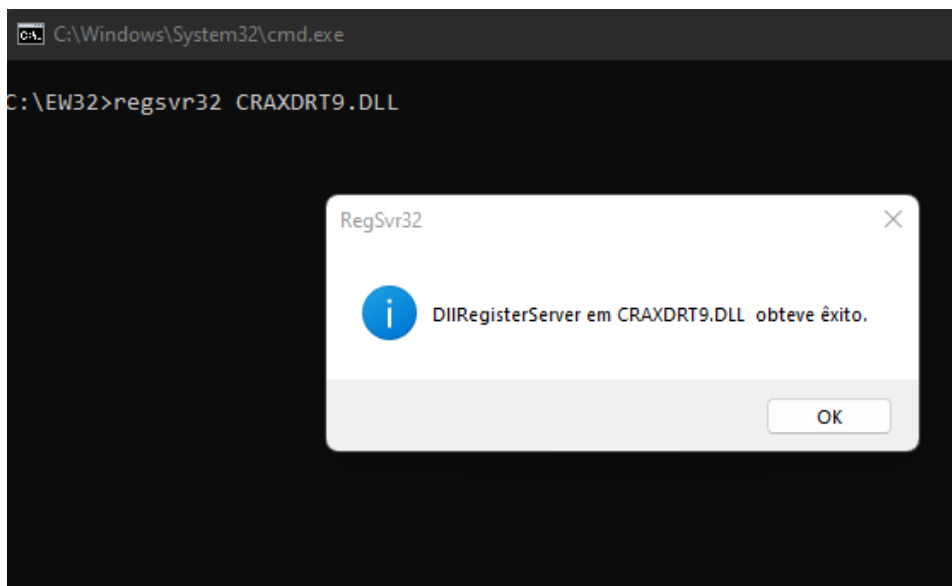 C:\Windows\System32\cmd.exe
C:\EW32>regsvr32 CRAXDRT9.DLL
RegSvr32
DllRegisterServer em CRAXDRT9.DLL  obteve êxito.
OK